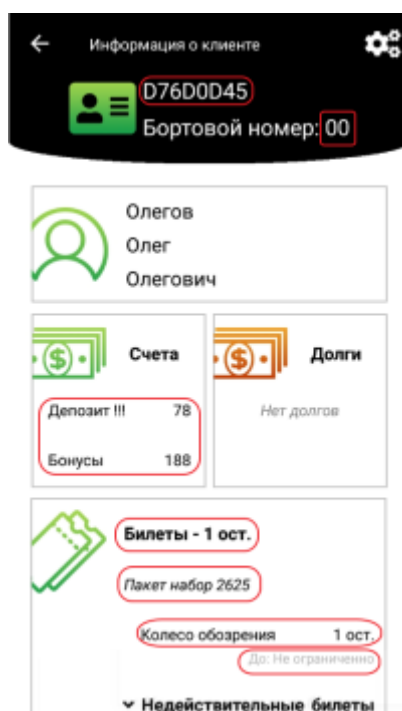 Информация о клиенте
D76D0D45
Бортовой номер: 00
Олегов
Олег
Олегович
Счета
Депозит !!! 78
Бонусы 188
Долги
Нет долгов
Билеты - 1 ост.
Пакет набор 2625
Колесо обозрения 1 ост.
До: Не ограниченно
Недействительные билеты